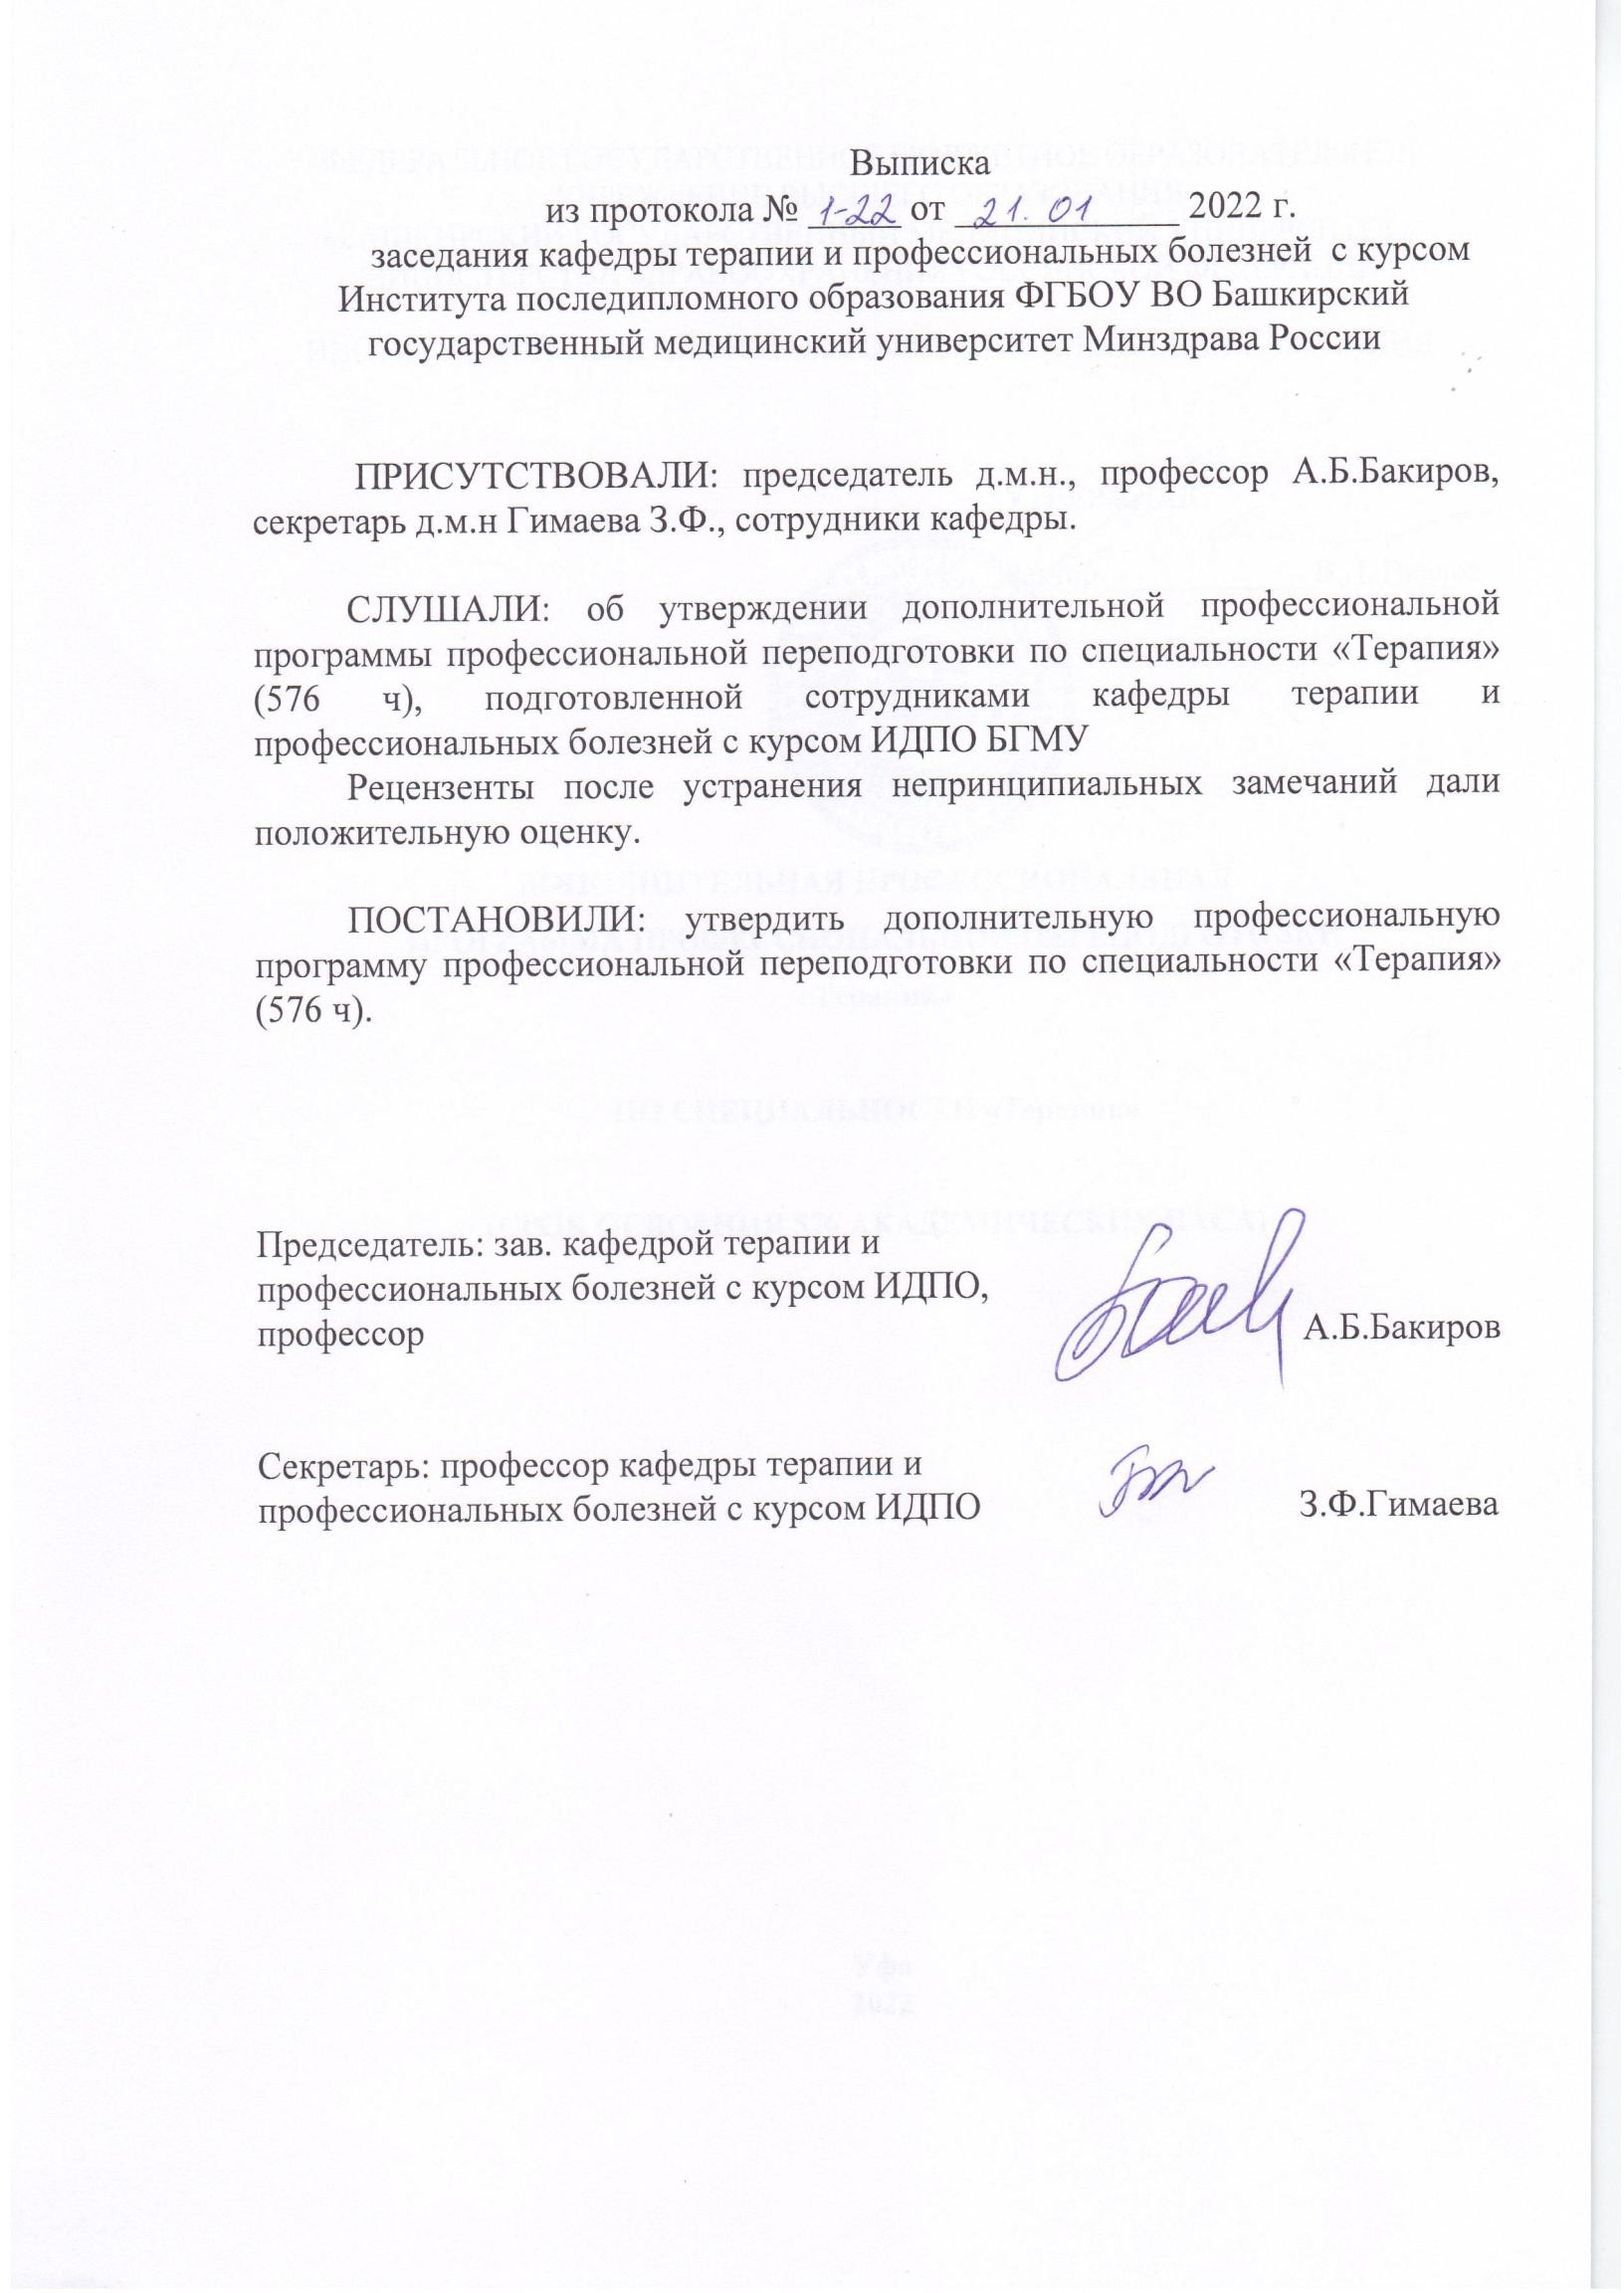 Выписка
из протокола № 1-22 от 21.01 2022 г.
заседания кафедры терапии и профессиональных болезней с курсом
Института последипломного образования ФГБОУ ВО Башкирский
государственный медицинский университет Минздрава России
ПРИСУТСТВОВАЛИ: председатель д.м.н., профессор А.Б.Бакиров,
секретарь д.м.н Гимаева З.Ф., сотрудники кафедры.
СЛУШАЛИ: об утверждении дополнительной профессиональной
программы профессиональной переподготовки по специальности «Терапия»
(576 ч), подготовленной сотрудниками кафедры терапии и
профессиональных болезней с курсом ИДПО БГМУ
Рецензенты после устранения непринципиальных замечаний дали
положительную оценку.
ПОСТАНОВИЛИ: утвердить дополнительную профессиональную
программу профессиональной переподготовки по специальности «Терапия»
(576 ч).
Председатель: зав. кафедрой терапии и
профессиональных болезней с курсом ИДПО,
профессор А.Б.Бакиров
Секретарь: профессор кафедры терапии и
профессиональных болезней с курсом ИДПО З.Ф.Гимаева